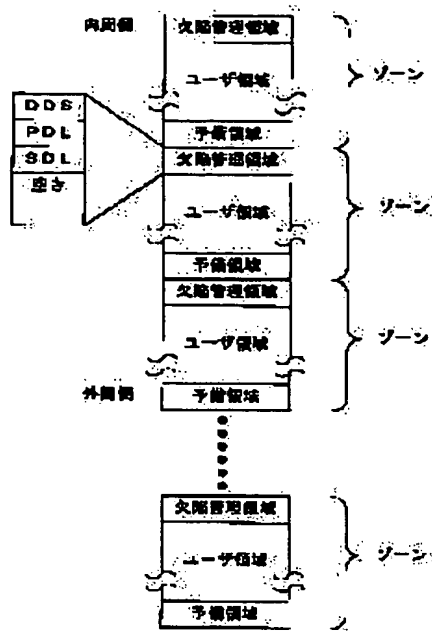 内周側
欠陥管理領域
ユーザ領域
ゾーン
DDS
PDL
SDL
空き
予備領域
欠陥管理領域
ユーザ領域
ゾーン
予備領域
欠陥管理領域
ユーザ領域
ゾーン
外周側
予備領域
欠陥管理領域
ユーザ領域
ゾーン
予備領域